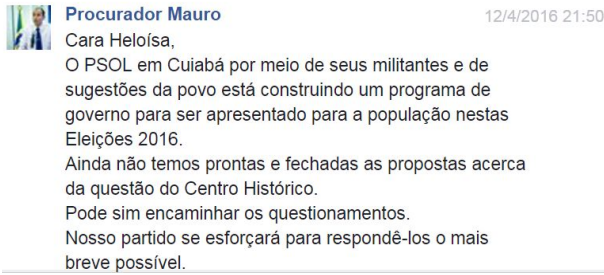 Procurador Mauro 12/4/2016 21:50
Cara Heloísa,
O PSOL em Cuiabá por meio de seus militantes e de
sugestões da povo está construindo um programa de
governo para ser apresentado para a população nestas
Eleições 2016.
Ainda não temos prontas e fechadas as propostas acerca
da questão do Centro Histórico.
Pode sim encaminhar os questionamentos.
Nosso partido se esforçará para respondê-los o mais
breve possível.